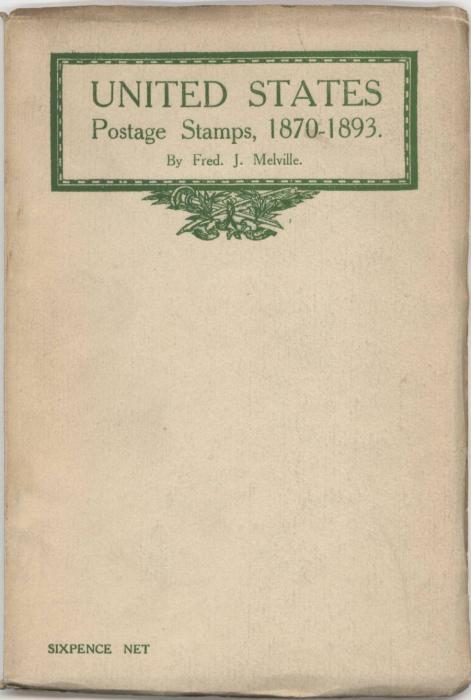 UNITED STATES
Postage Stamps, 1870-1893.
By Fred. J. Melville.
SIXPENCE NET